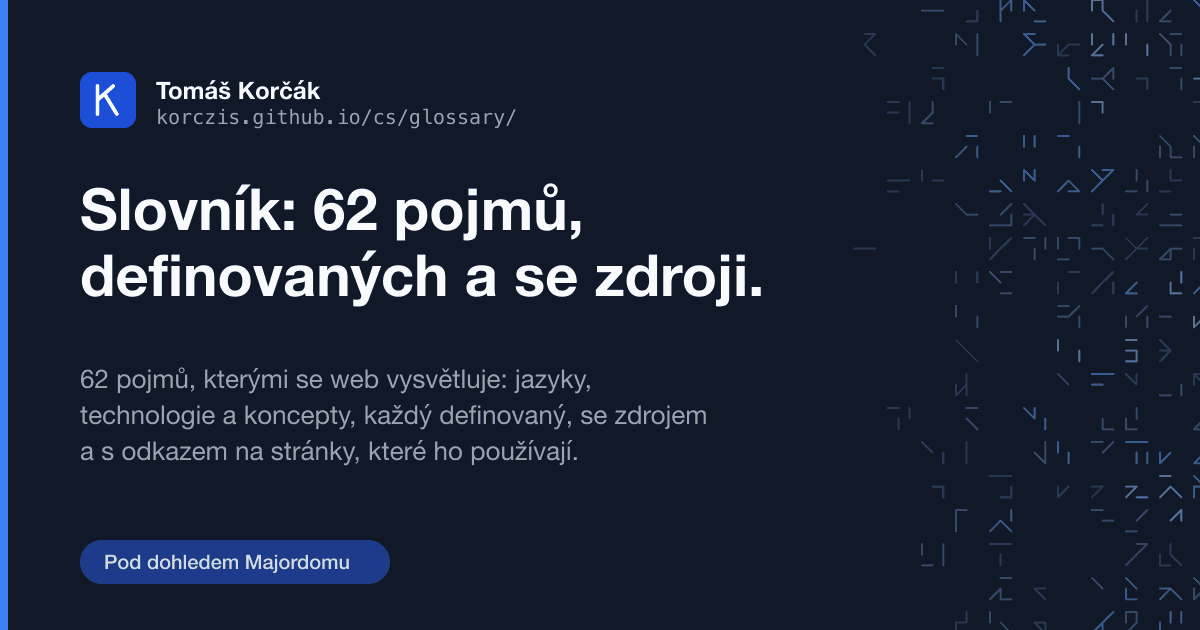 Tomáš Korčák
korczis.github.io/cs/glossary/
Slovník: 62 pojmů,
definovaných a se zdroji.
62 pojmů, kterými se web vysvětluje: jazyky,
technologie a koncepty, každý definovaný, se zdrojem
a s odkazem na stránky, které ho používají.
Pod dohledem Majordomu